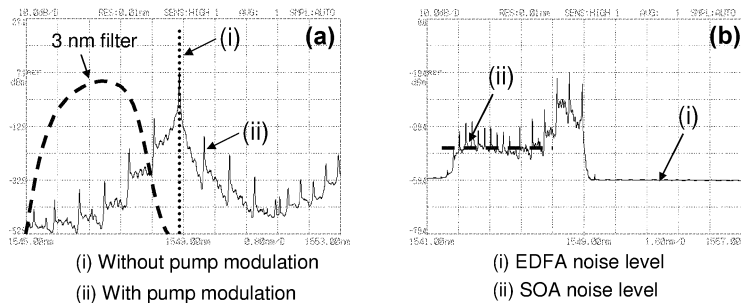 10.0dB/D RES:0.01nm SENS:HIGH 1 AVG: 1 SMPL:AUTO
(a)
(i)
3 nm filter
(ii)
1545.00nm 1549.00nm 0.80nm/D 1553.00nm
(i) Without pump modulation
(ii) With pump modulation
10.0dB/D RES:0.01nm SENS:HIGH 1 AVG: 1 SMPL:AUTO
(b)
(ii)
(i)
1541.00nm 1549.00nm 1.60nm/D 1557.00
(i) EDFA noise level
(ii) SOA noise level